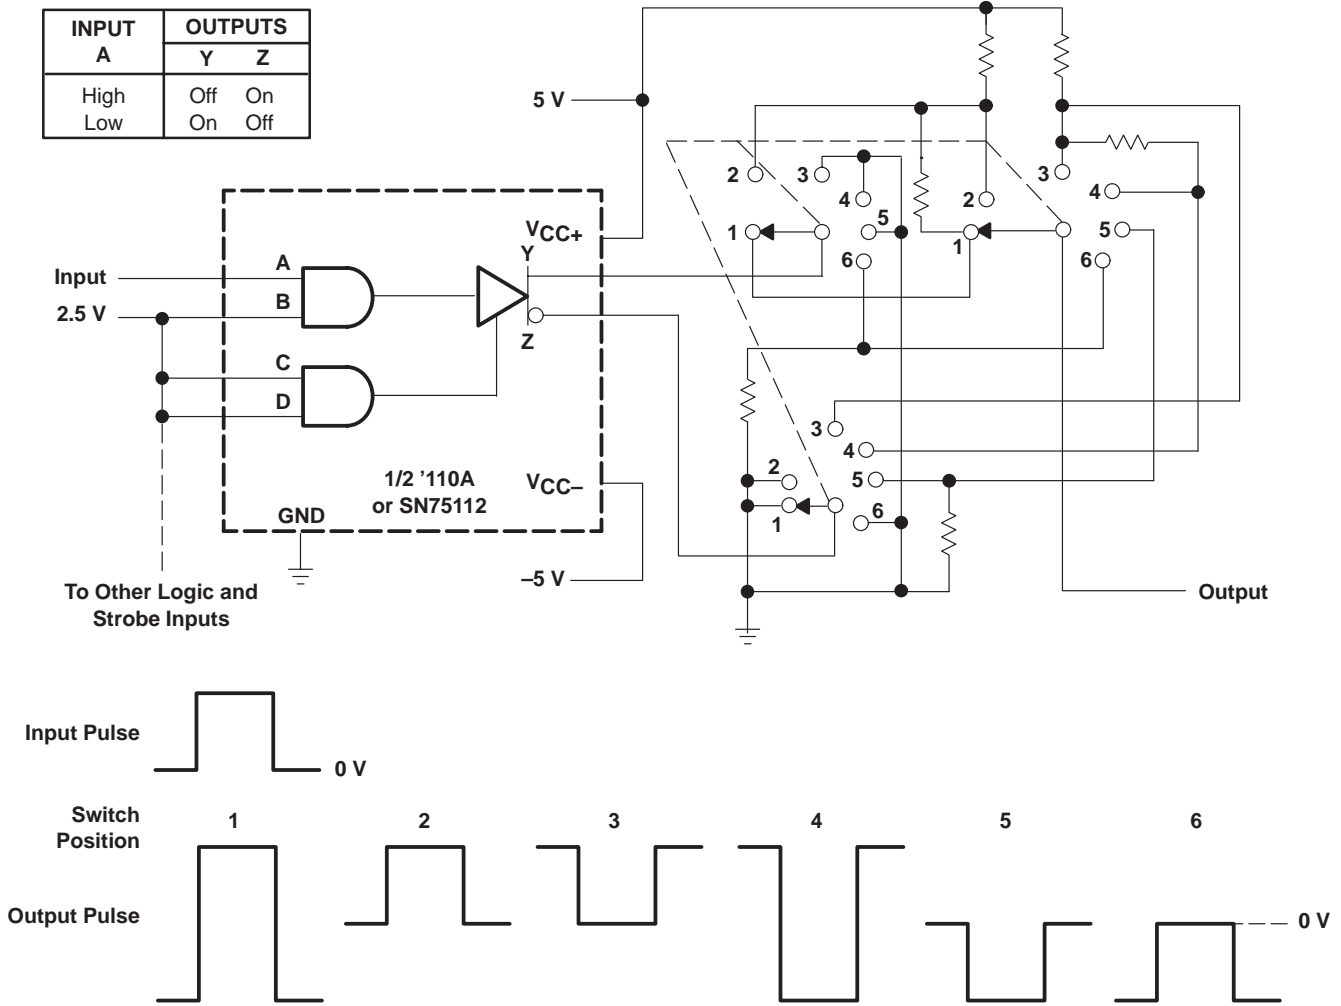 INPUT OUTPUTS
A Y Z
High Off On
Low On Off
5 V
2 3 4 5 1 6
2 3 4 5 1 6
VCC+
Y
Input A
2.5 V B
Z
C
D
3
4
2 5
1 6
1/2 '110A
or SN75112
VCC–
GND
–5 V
To Other Logic and
Strobe Inputs
Output
Input Pulse
0 V
Switch
Position
1 2 3 4 5 6
Output Pulse
0 V